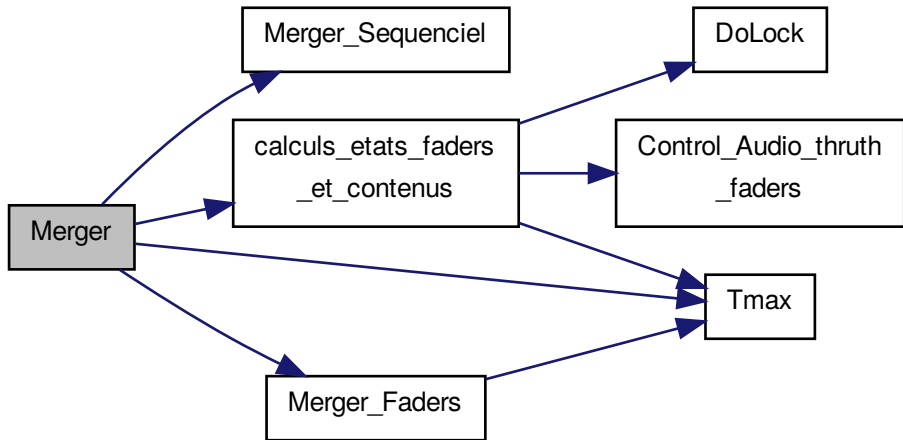 Merger_Sequenciel
DoLock
calculs_etats_faders
_et_contenus
Control_Audio_thruth
_faders
Merger
Tmax
Merger_Faders